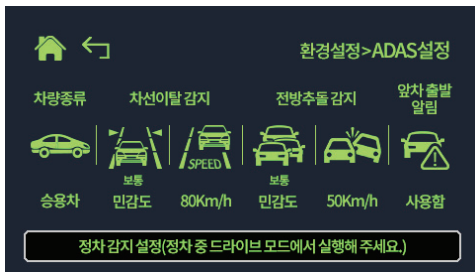 환경설정>ADAS설정
차량종류 차선이탈 감지 전방추돌 감지 앞차 출발
알림
SPEED
보통 보통
승용차 민감도 80Km/h 민감도 50Km/h 사용함
정차 감지 설정(정차 중 드라이브 모드에서 실행해 주세요.)